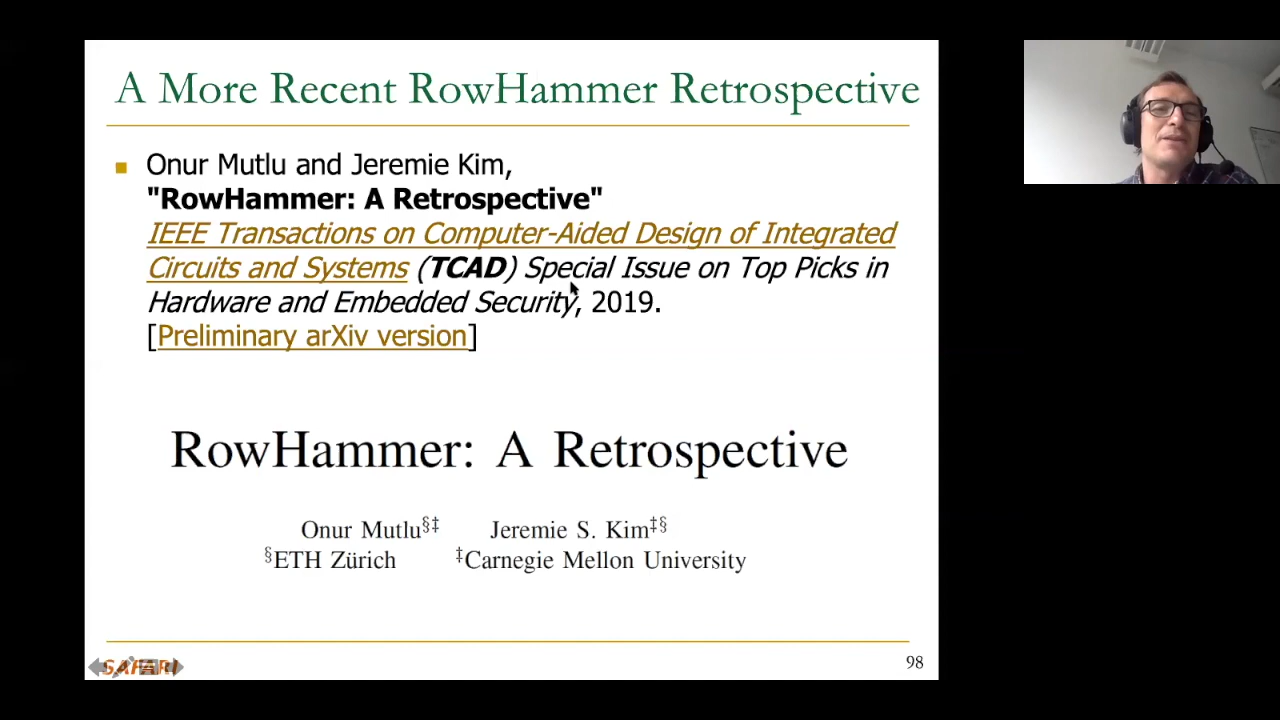 A More Recent RowHammer Retrospective
Onur Mutlu and Jeremie Kim,
"RowHammer: A Retrospective"
IEEE Transactions on Computer-Aided Design of Integrated
Circuits and Systems (TCAD) Special Issue on Top Picks in
Hardware and Embedded Security, 2019.
[Preliminary arXiv version]
RowHammer: A Retrospective
Onur Mutlu§‡ Jeremie S. Kim‡§
§ETH Zürich ‡Carnegie Mellon University
SAFARI
98